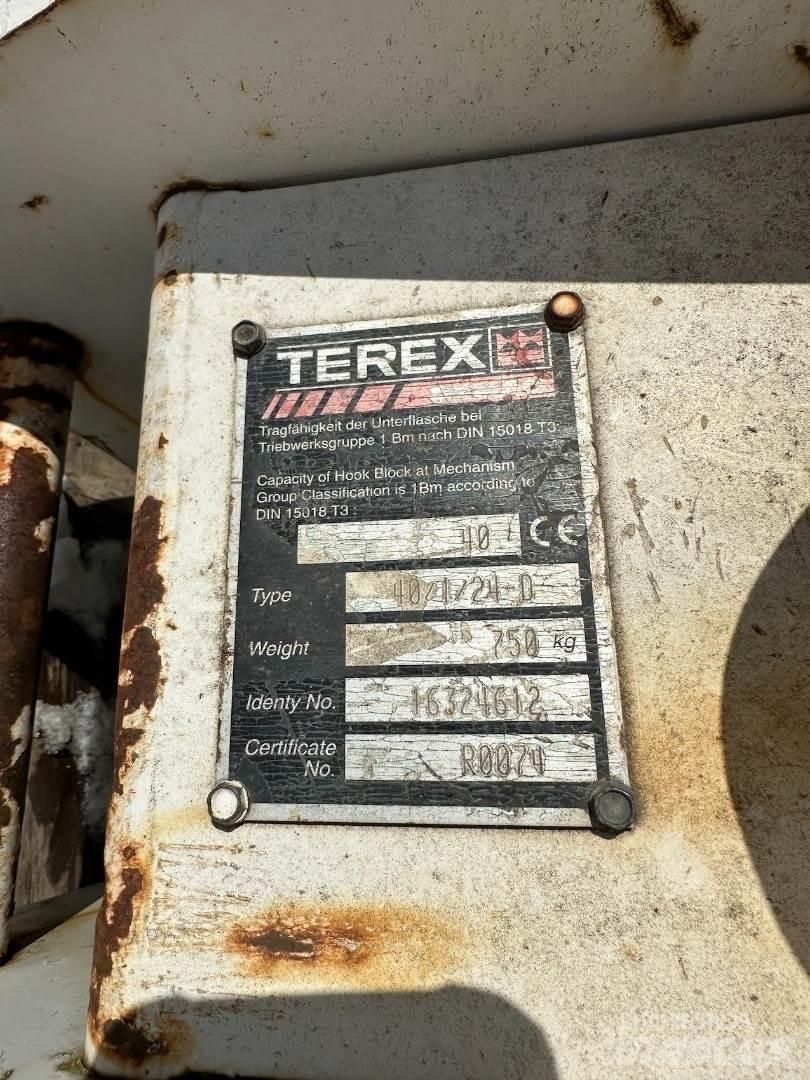 TEREX
Tragfähigkeit der Unterflasche bei
Triebwerksgruppe 1 Bm nach DIN 15018 T3:
Capacity of Hook Block at Mechanism
Group Classification is 1Bm according to
DIN 15018 T3 :
40 t CE
Type 40/1/24-D
Weight 750 kg
Identy No. 16324612
Certificate
No. R0074